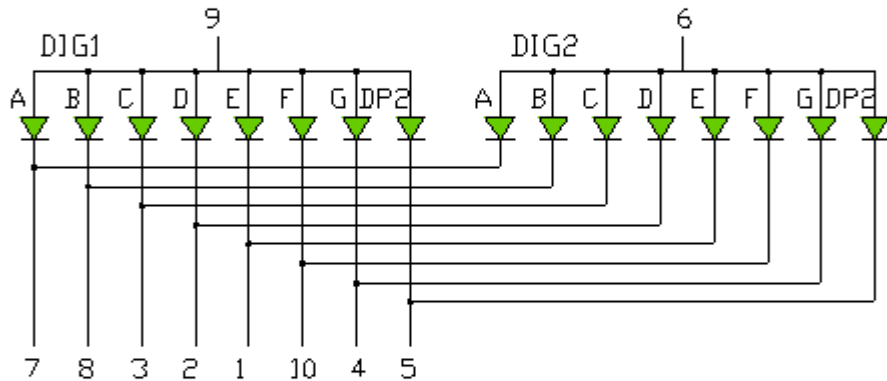 9 6
DIG1 DIG2
A B C D E F G DP2 A B C D E F G DP2
7 8 3 2 1 10 4 5